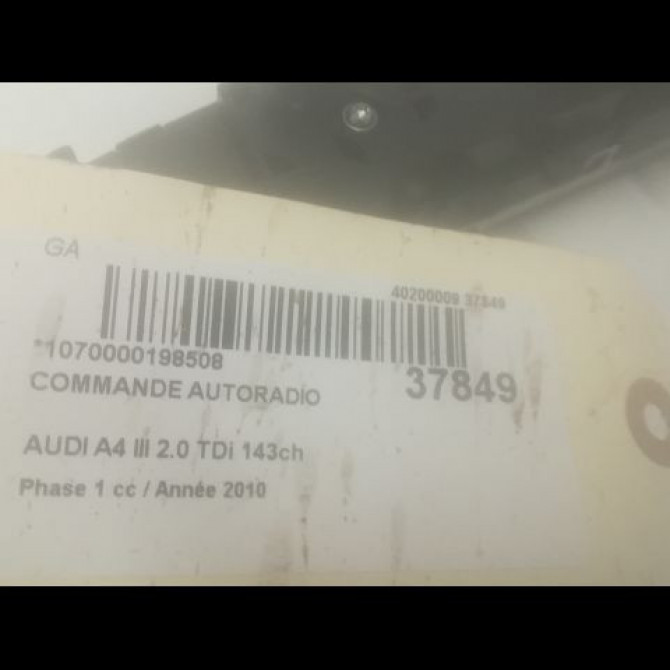 GA
40200009 37849
*1070000198508
37849
COMMANDE AUTORADIO
AUDI A4 III 2.0 TDi 143ch
Phase 1 cc / Année 2010